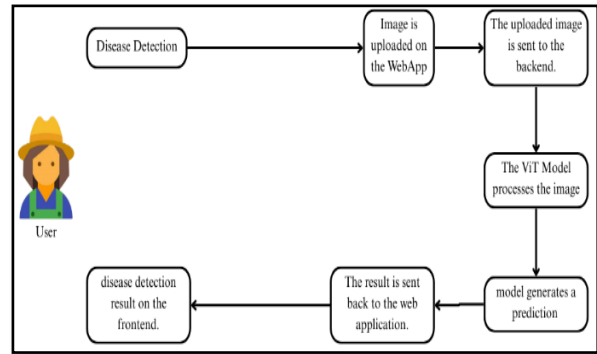 Disease Detection
Image is
uploaded on
the WebApp
The uploaded image
is sent to the
backend.
The ViT Model
processes the image
User
model generates a
prediction
The result is sent
back to the web
application.
disease detection
result on the
frontend.